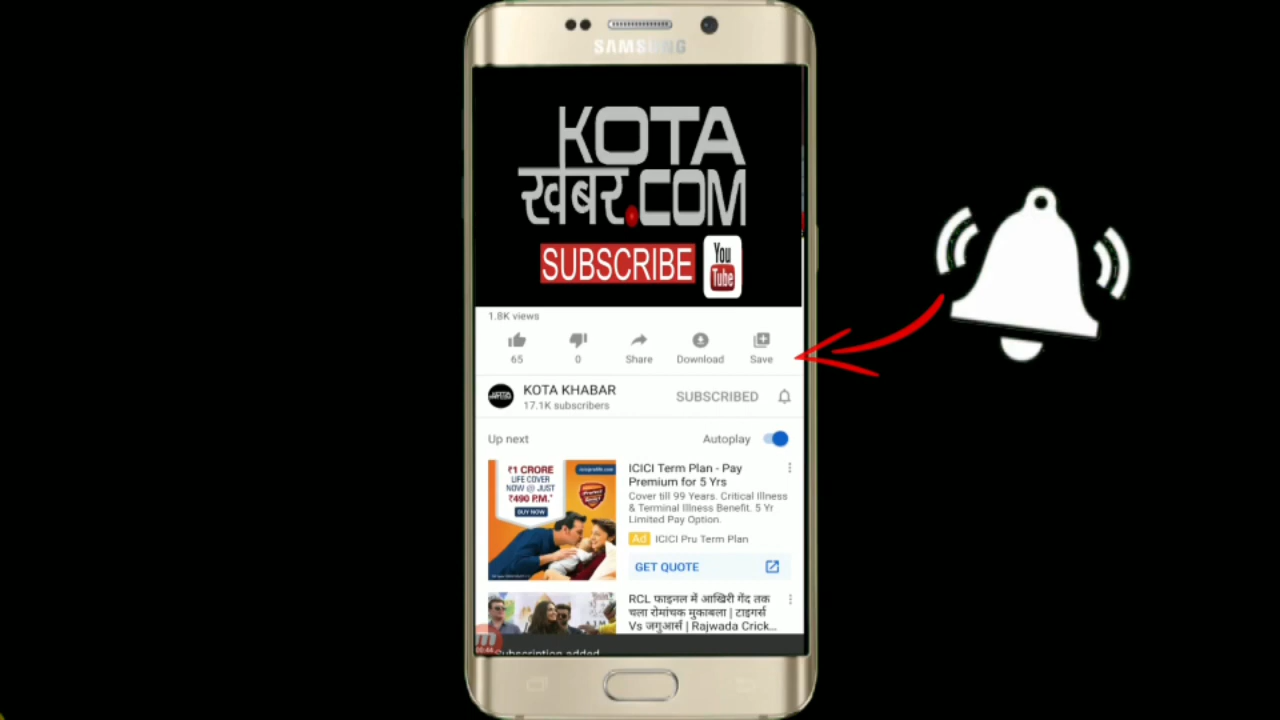 SAMSUNG
KOTA
खबर.COM
SUBSCRIBE
You
Tube
1.8K views
65
0
Share
Download
Save
KOTA KHABAR
17.1K subscribers
SUBSCRIBED
Up next
Autoplay
₹1 CRORE
LIFE COVER
NOW @ JUST
₹490 P.M.*
BUY NOW
ICICI Term Plan - Pay
Premium for 5 Yrs
Cover till 99 Years. Critical Illness
& Terminal Illness Benefit. 5 Yr
Limited Pay Option.
Ad ICICI Pru Term Plan
GET QUOTE
RCL फाइनल में आखिरी गेंद तक
चला रोमांचक मुकाबला | टाइगर्स
Vs जगुआर्स | Rajwada Crick...
Subscription added